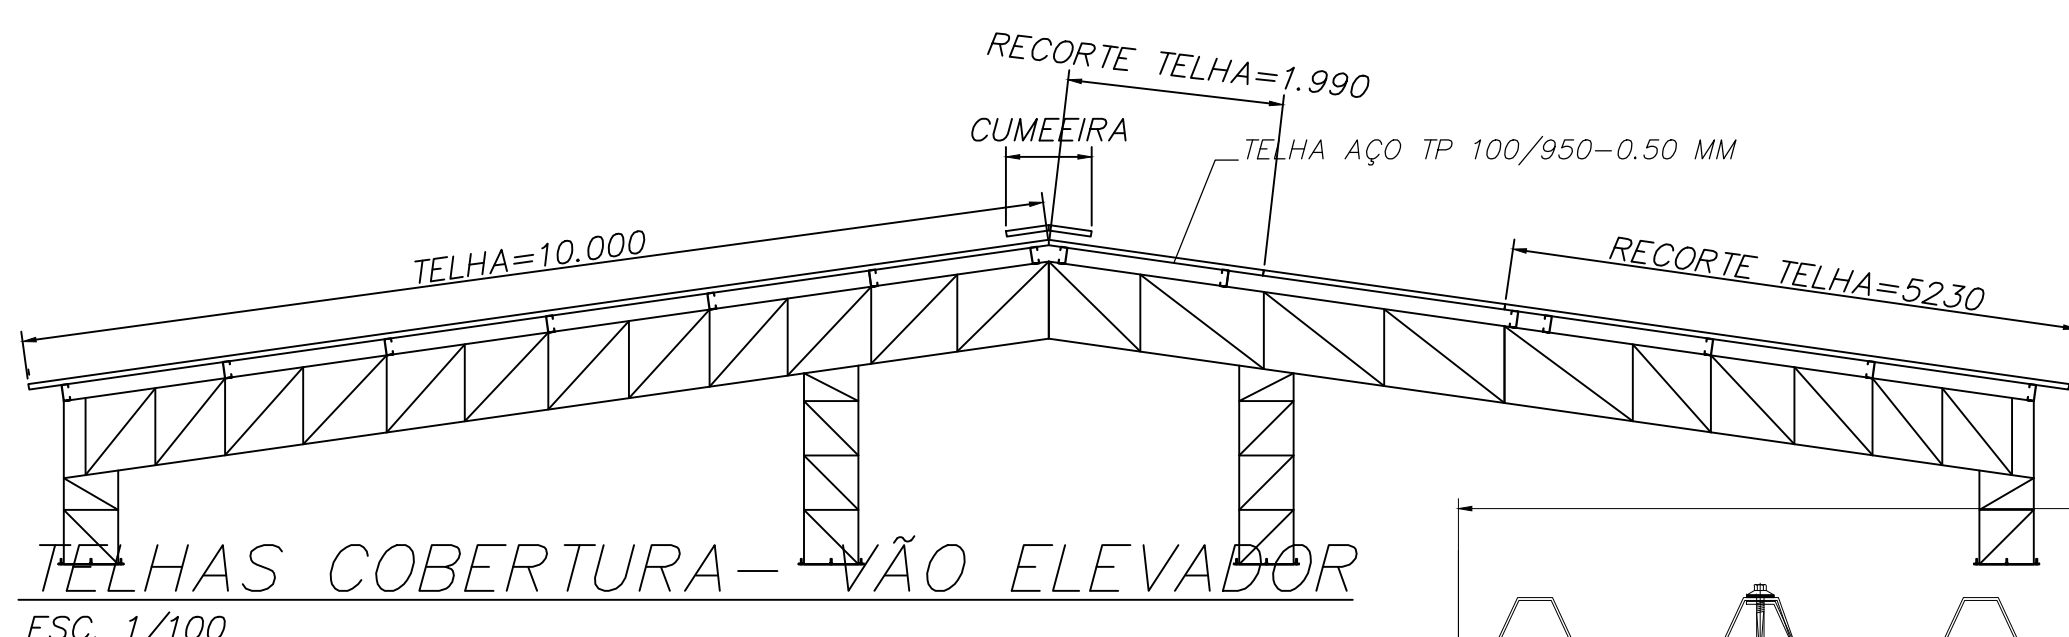 RECORTE TELHA=1.990
CUMEEIRA
TELHA AÇO TP 100/950-0.50 MM
TELHA=10.000
RECORTE TELHA=5230
TELHAS COBERTURA- VÃO ELEVADOR
ESC. 1/100